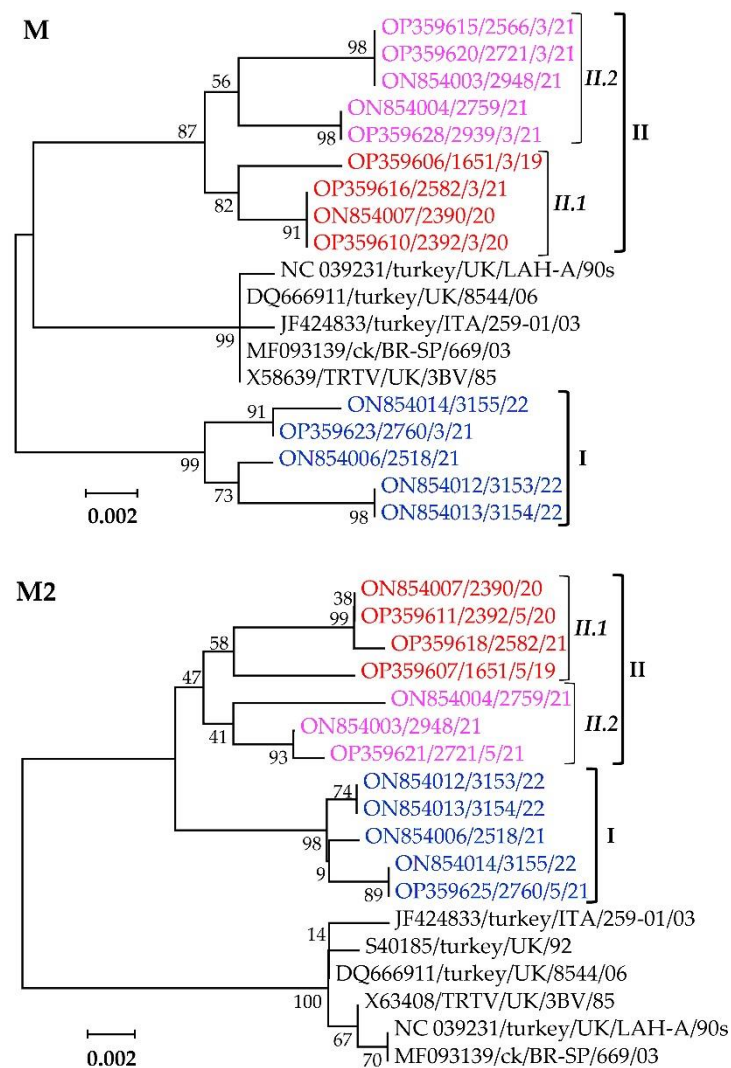 M
OP359615/2566/3/21
98
OP359620/2721/3/21
II.2
ON854003/2948/21
56
ON854004/2759/21
87
98
OP359628/2939/3/21
II
OP359606/1651/3/19
82
OP359616/2582/3/21
II.1
ON854007/2390/20
91
OP359610/2392/3/20
NC 039231/turkey/UK/LAH-A/90s
DQ666911/turkey/UK/8544/06
JF424833/turkey/ITA/259-01/03
99
MF093139/ck/BR-SP/669/03
X58639/TRTV/UK/3BV/85
91
ON854014/3155/22
OP359623/2760/3/21
I
99
ON854006/2518/21
73
ON854012/3153/22
98
ON854013/3154/22
0.002
M2
38
ON854007/2390/20
99
OP359611/2392/5/20
II.1
58
OP359618/2582/21
II
47
OP359607/1651/5/19
ON854004/2759/21
41
ON854003/2948/21
II.2
93
OP359621/2721/5/21
74
ON854012/3153/22
ON854013/3154/22
98
ON854006/2518/21
I
9
ON854014/3155/22
89
OP359625/2760/5/21
JF424833/turkey/ITA/259-01/03
14
S40185/turkey/UK/92
DQ666911/turkey/UK/8544/06
100
X63408/TRTV/UK/3BV/85
67
NC 039231/turkey/UK/LAH-A/90s
70
MF093139/ck/BR-SP/669/03
0.002